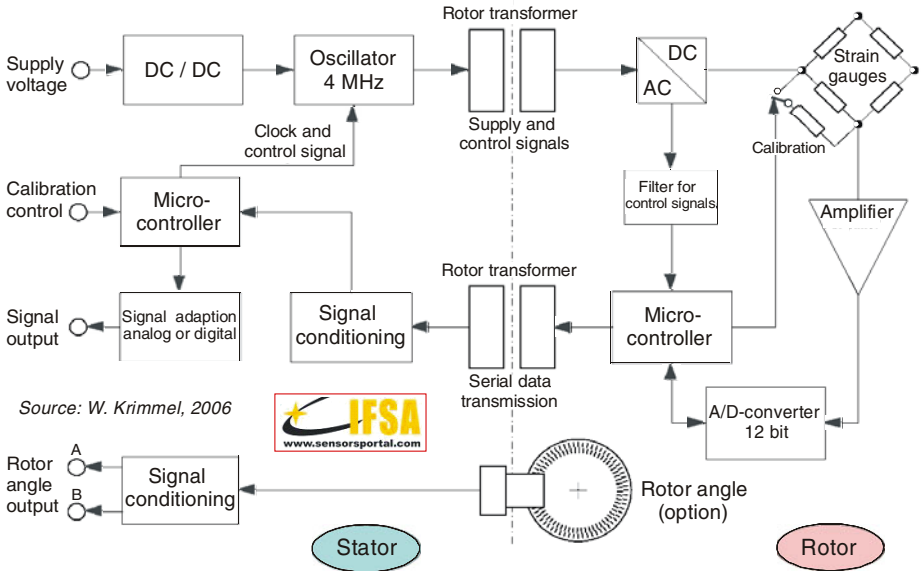 Rotor transformer
Supply
voltage
DC / DC
Oscillator
4 MHz
DC
AC
Strain
gauges
Supply and
control signals
Calibration
Clock and
control signal
Calibration
control
Micro-
controller
Filter for
control signals.
Amplifier
Rotor transformer
Signal
output
Signal adaption
analog or digital
Signal
conditioning
Micro-
controller
Serial data
transmission
A/D-converter
12 bit
Source: W. Krimmel, 2006
IFSA
www.sensorsportal.com
Rotor
angle
output
A
B
Signal
conditioning
Rotor angle
(option)
Stator
Rotor